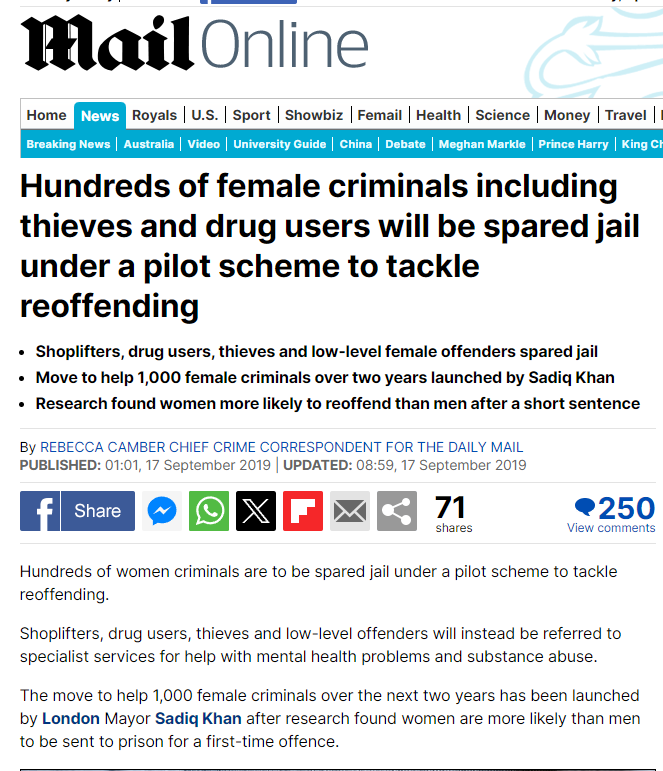 Mail Online
Home News Royals U.S. Sport Showbiz Femail Health Science Money Travel
Breaking News Australia Video University Guide China Debate Meghan Markle Prince Harry King Ch
Hundreds of female criminals including
thieves and drug users will be spared jail
under a pilot scheme to tackle
reoffending
• Shoplifters, drug users, thieves and low-level female offenders spared jail
• Move to help 1,000 female criminals over two years launched by Sadiq Khan
• Research found women more likely to reoffend than men after a short sentence
By REBECCA CAMBER CHIEF CRIME CORRESPONDENT FOR THE DAILY MAIL
PUBLISHED: 01:01, 17 September 2019 | UPDATED: 08:59, 17 September 2019
Share
71
shares
250
View comments
Hundreds of women criminals are to be spared jail under a pilot scheme to tackle
reoffending.
Shoplifters, drug users, thieves and low-level offenders will instead be referred to
specialist services for help with mental health problems and substance abuse.
The move to help 1,000 female criminals over the next two years has been launched
by London Mayor Sadiq Khan after research found women are more likely than men
to be sent to prison for a first-time offence.